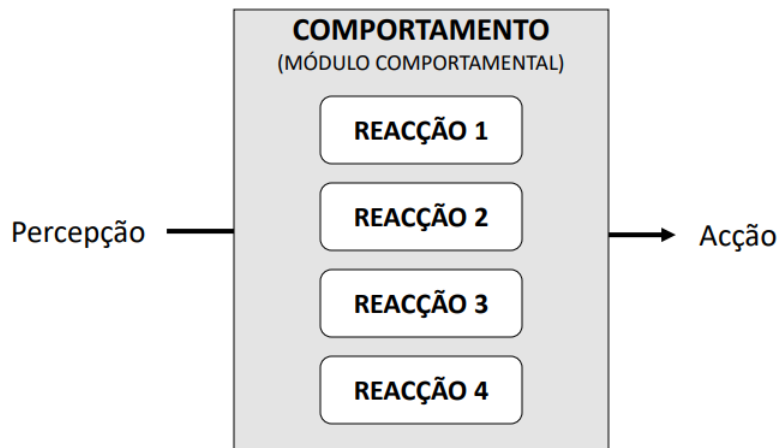 COMPORTAMENTO
(MÓDULO COMPORTAMENTAL)
REACÇÃO 1
REACÇÃO 2
Percepção
Acção
REACÇÃO 3
REACÇÃO 4